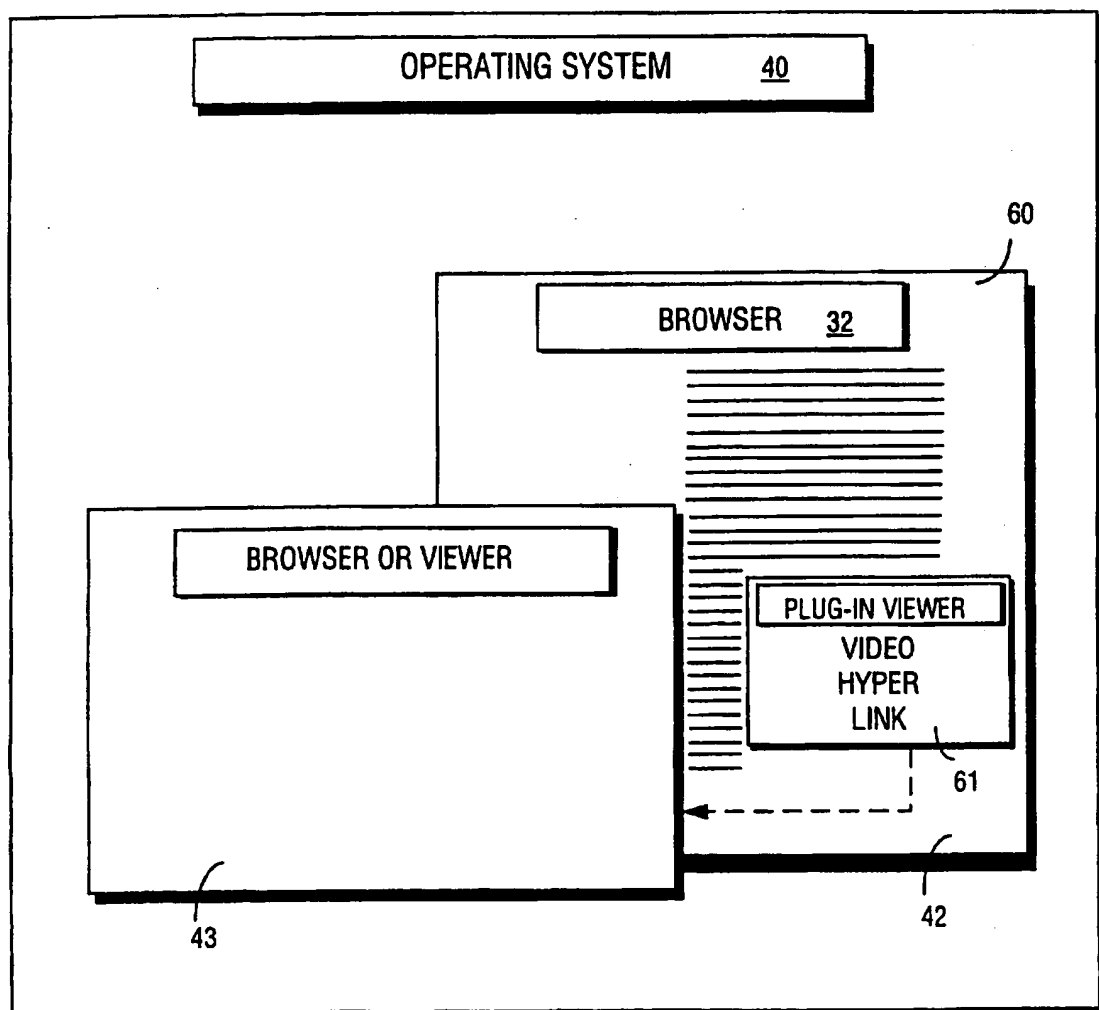 OPERATING SYSTEM 40
60
BROWSER 32
BROWSER OR VIEWER
PLUG-IN VIEWER
VIDEO
HYPER
LINK
61
43
42